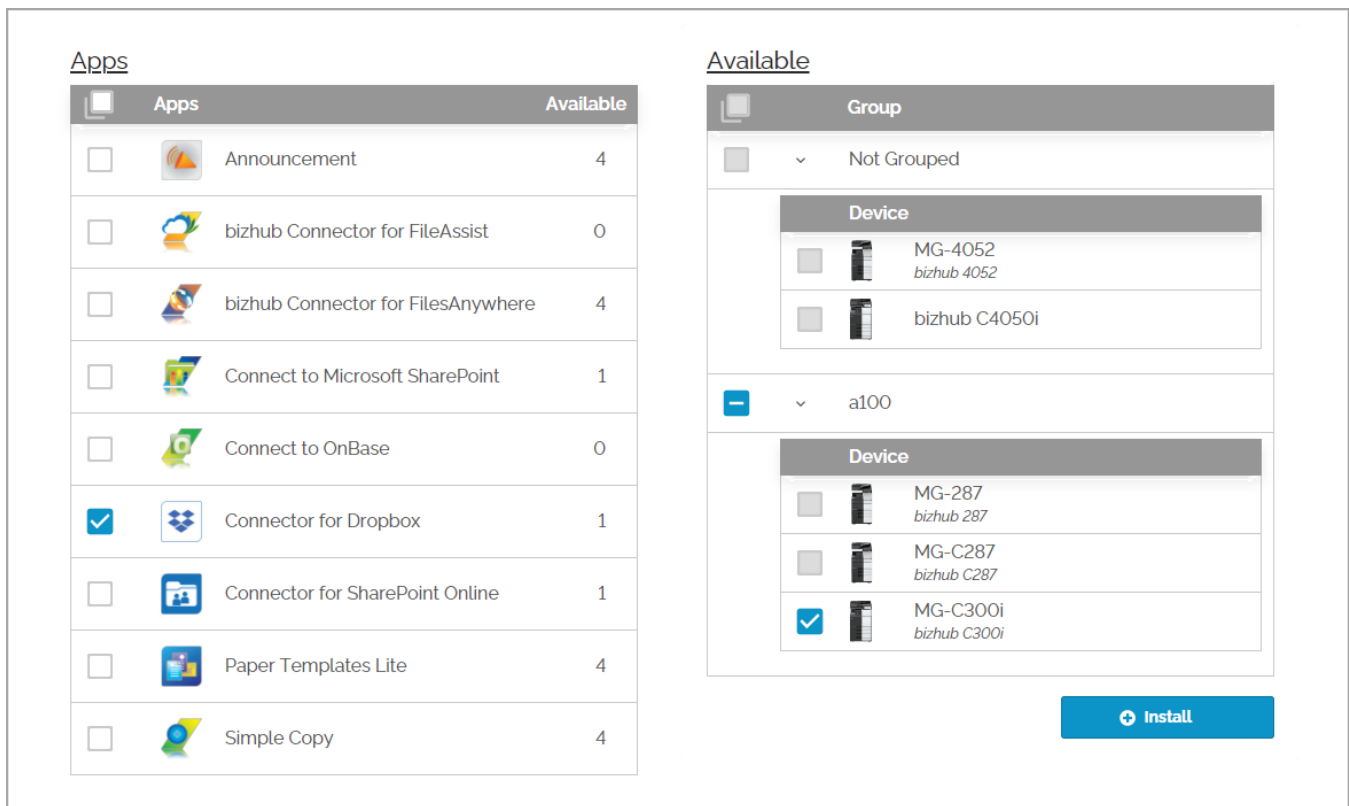 Apps
Apps Available
Announcement 4
bizhub Connector for FileAssist 0
bizhub Connector for FilesAnywhere 4
Connect to Microsoft SharePoint 1
Connect to OnBase 0
Connector for Dropbox 1
Connector for SharePoint Online 1
Paper Templates Lite 4
Simple Copy 4
Available
Group
Not Grouped
Device
MG-4052
bizhub 4052
bizhub C4050i
a100
Device
MG-287
bizhub 287
MG-C287
bizhub C287
MG-C300i
bizhub C300i
Install